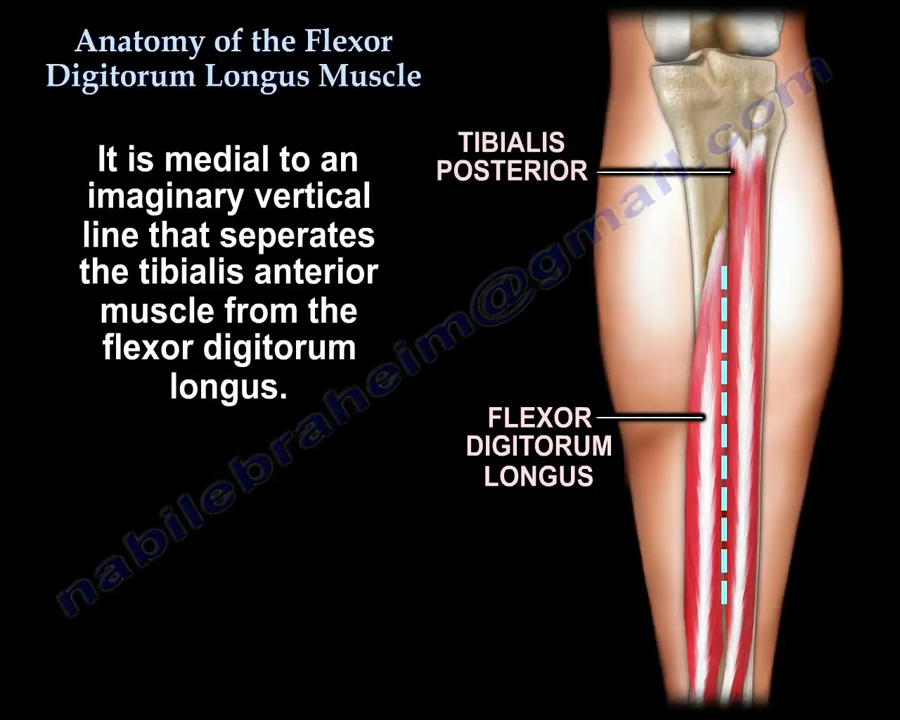 Anatomy of the Flexor
Digitorum Longus Muscle
It is medial to an
imaginary vertical
line that seperates
the tibialis anterior
muscle from the
flexor digitorum
longus.
TIBIALIS
POSTERIOR
FLEXOR
DIGITORUM
LONGUS
nabilebraheim@gmail.com